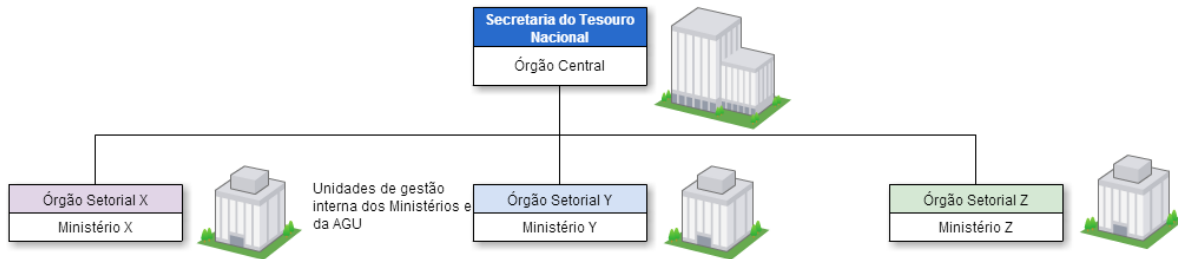 Secretaria do Tesouro
Nacional
Órgão Central
Órgão Setorial X
Ministério X
Unidades de gestão
interna dos Ministérios e
da AGU
Órgão Setorial Y
Ministério Y
Órgão Setorial Z
Ministério Z